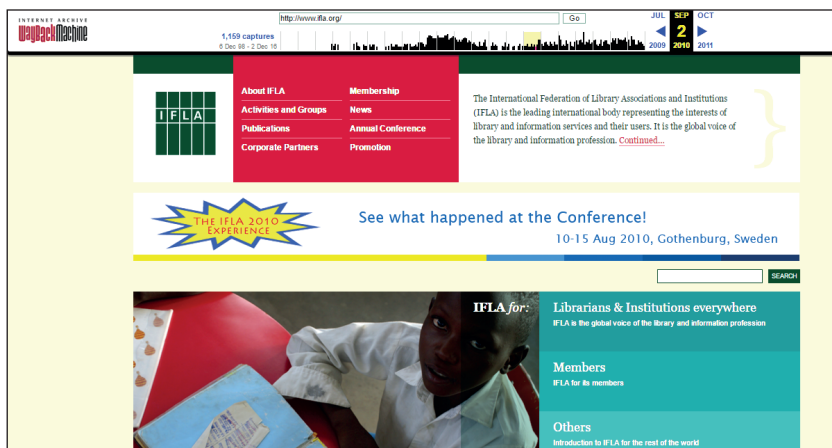 INTERNET ARCHIVE
WayBackMachine
http://www.ifla.org/
Go
1,159 captures
6 Dec 98 - 2 Dec 16
JUL SEP OCT
2
2009 2010 2011
IFLA
About IFLA
Activities and Groups
Publications
Corporate Partners
Membership
News
Annual Conference
Promotion
The International Federation of Library Associations and Institutions
(IFLA) is the leading international body representing the interests of
library and information services and their users. It is the global voice of
the library and information profession. Continued...
THE IFLA 2010
EXPERIENCE
See what happened at the Conference!
10-15 Aug 2010, Gothenburg, Sweden
SEARCH
IFLA for:
Librarians & Institutions everywhere
IFLA is the global voice of the library and information profession
Members
IFLA for its members
Others
Introduction to IFLA for the rest of the world